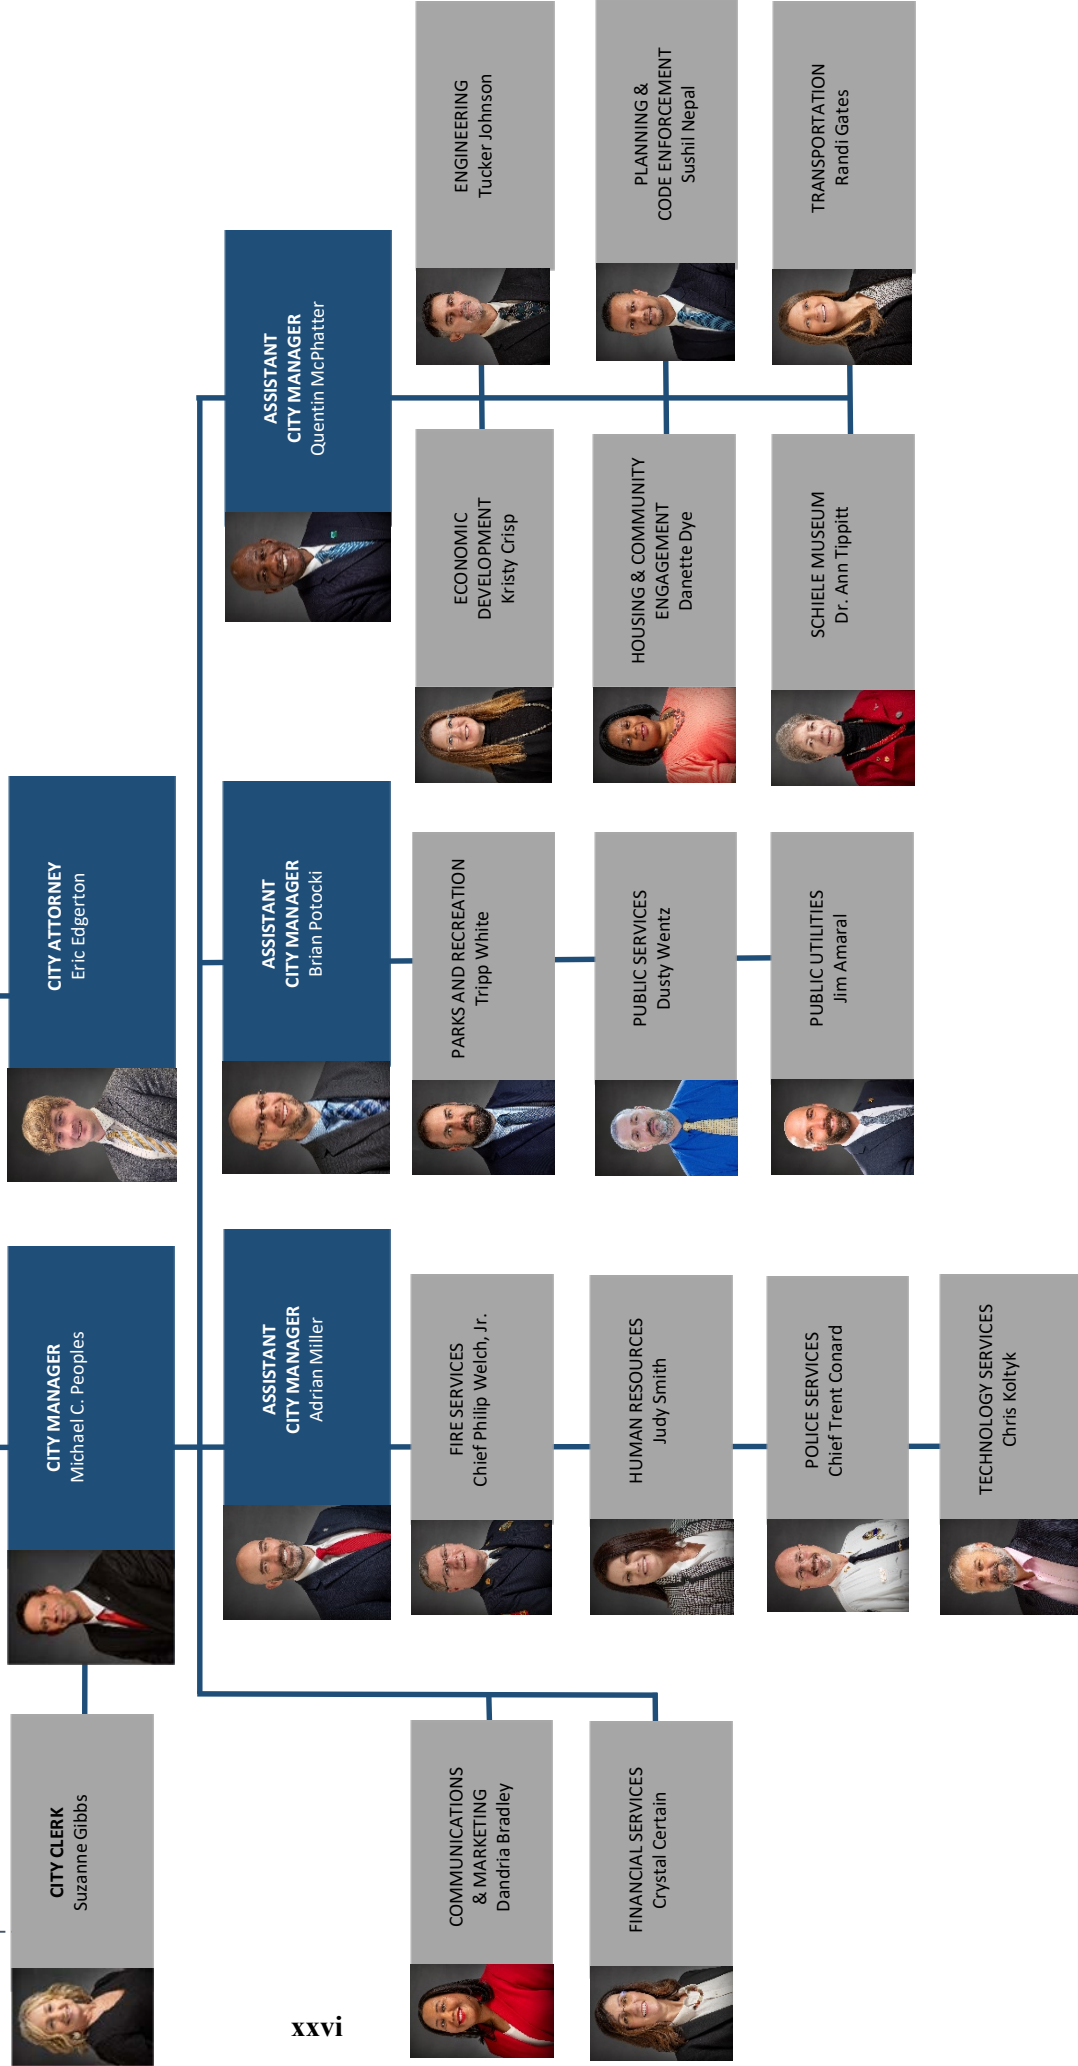 CITY CLERK
Suzanne Gibbs
CITY MANAGER
Michael C. Peoples
CITY ATTORNEY
Eric Edgerton
ASSISTANT
CITY MANAGER
Adrian Miller
ASSISTANT
CITY MANAGER
Brian Potocki
ASSISTANT
CITY MANAGER
Quentin McPhatter
COMMUNICATIONS
& MARKETING
Dandria Bradley
FINANCIAL SERVICES
Crystal Certain
FIRE SERVICES
Chief Philip Welch, Jr.
HUMAN RESOURCES
Judy Smith
POLICE SERVICES
Chief Trent Conard
TECHNOLOGY SERVICES
Chris Koltyk
PARKS AND RECREATION
Tripp White
PUBLIC SERVICES
Dusty Wentz
PUBLIC UTILITIES
Jim Amaral
ECONOMIC
DEVELOPMENT
Kristy Crisp
ENGINEERING
Tucker Johnson
HOUSING & COMMUNITY
ENGAGEMENT
Danette Dye
PLANNING &
CODE ENFORCEMENT
Sushil Nepal
SCHIELE MUSEUM
Dr. Ann Tippitt
TRANSPORTATION
Randi Gates
xxvi